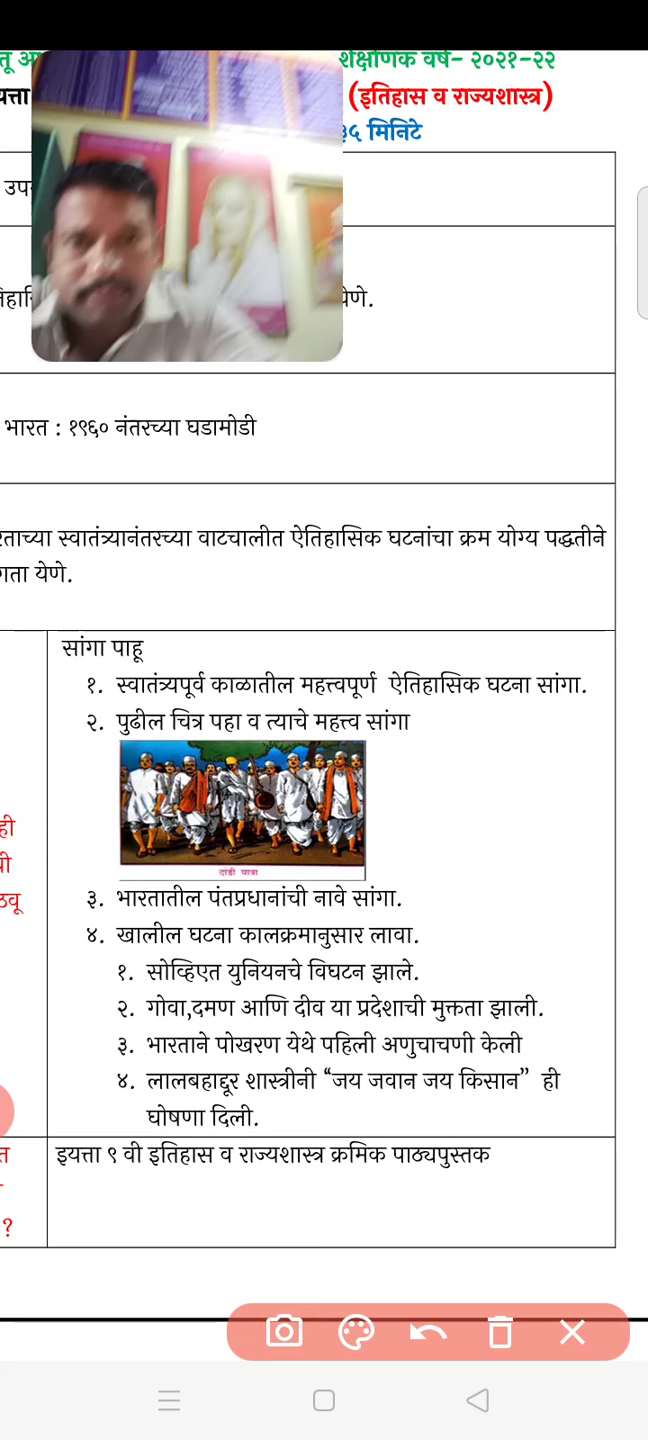 शैक्षणिक वर्ष- २०२१-२२
(इतिहास व राज्यशास्त्र)
३५ मिनिटे
येणे.
भारत : १९६० नंतरच्या घडामोडी
स्वातंत्र्यानंतरच्या वाटचालीत ऐतिहासिक घटनांचा क्रम योग्य पद्धतीने
येणे.
सांगा पाहू
१. स्वातंत्र्यपूर्व काळातील महत्त्वपूर्ण ऐतिहासिक घटना सांगा.
२. पुढील चित्र पहा व त्याचे महत्त्व सांगा
दांडी यात्रा
ही
३. भारतातील पंतप्रधानांची नावे सांगा.
४. खालील घटना कालक्रमानुसार लावा.
१. सोव्हिएत युनियनचे विघटन झाले.
२. गोवा,दमण आणि दीव या प्रदेशाची मुक्तता झाली.
३. भारताने पोखरण येथे पहिली अणुचाचणी केली
४. लालबहाद्दूर शास्त्रीनी “जय जवान जय किसान” ही
घोषणा दिली.
इयत्ता ९ वी इतिहास व राज्यशास्त्र क्रमिक पाठ्यपुस्तक
?